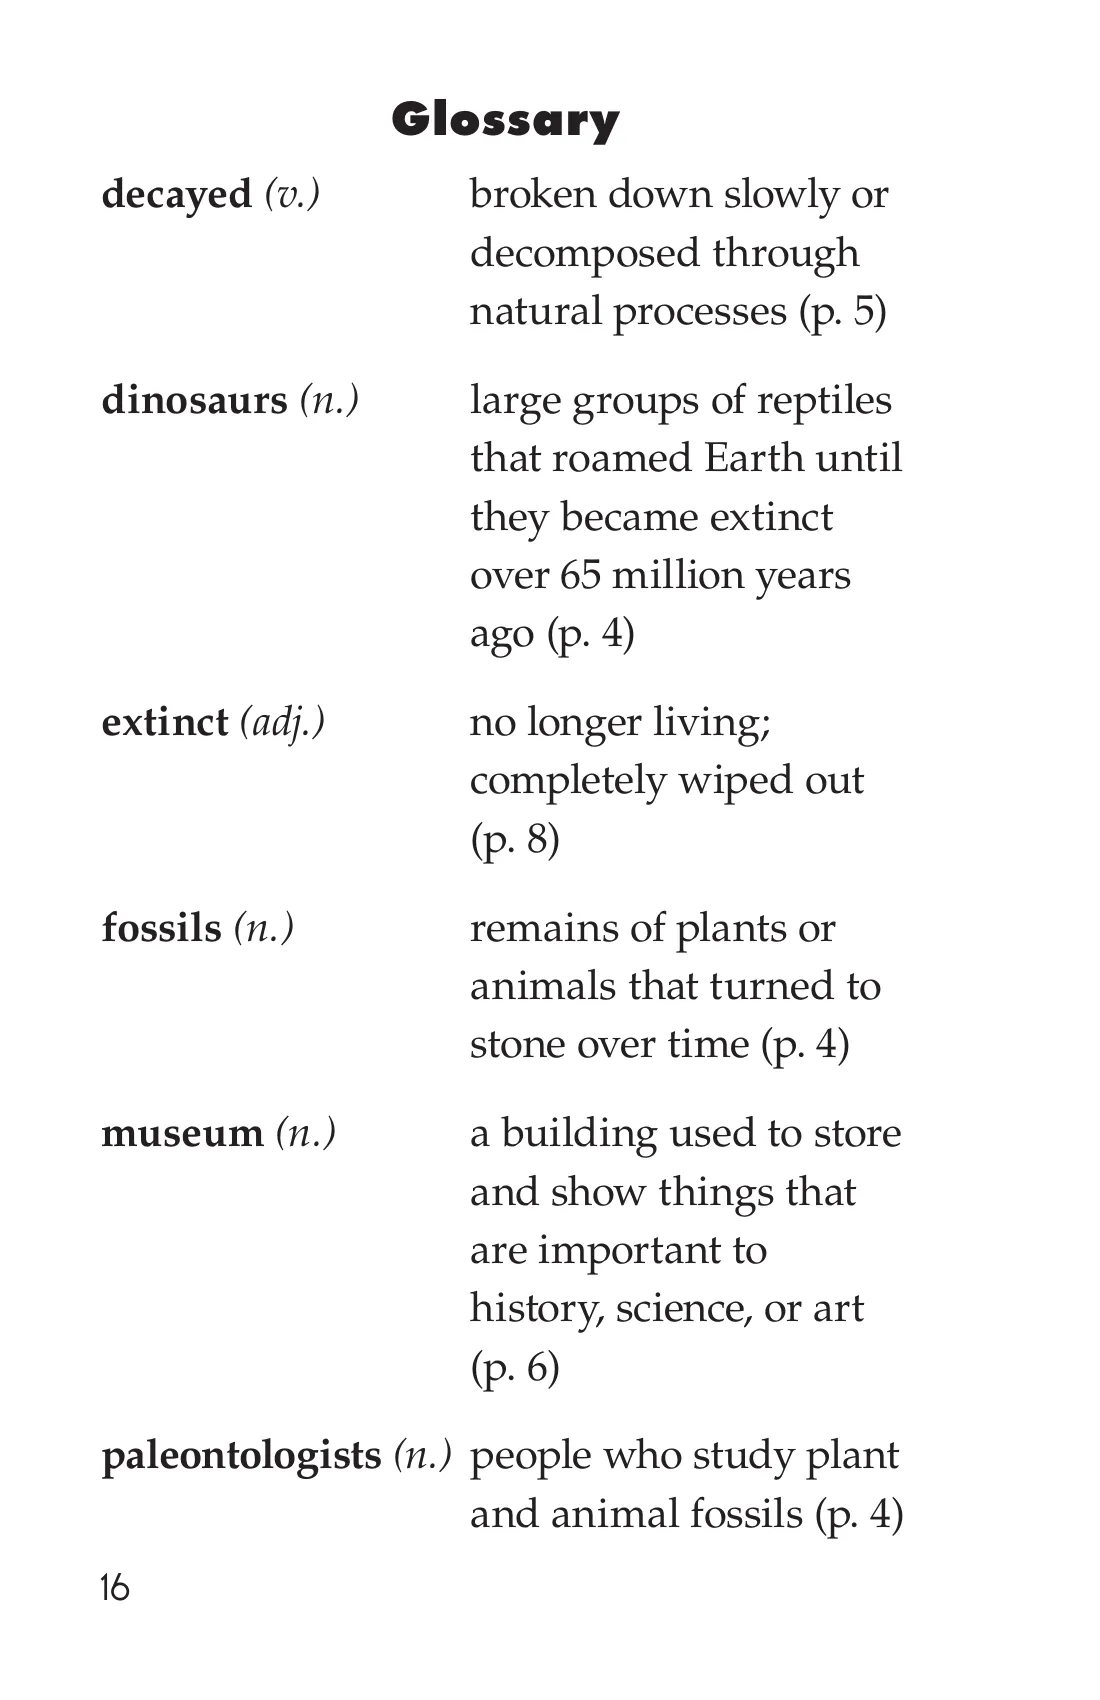 Glossary
decayed (v.) broken down slowly or
decomposed through
natural processes (p. 5)
dinosaurs (n.) large groups of reptiles
that roamed Earth until
they became extinct
over 65 million years
ago (p. 4)
extinct (adj.) no longer living;
completely wiped out
(p. 8)
fossils (n.) remains of plants or
animals that turned to
stone over time (p. 4)
museum (n.) a building used to store
and show things that
are important to
history, science, or art
(p. 6)
paleontologists (n.) people who study plant
and animal fossils (p. 4)
16